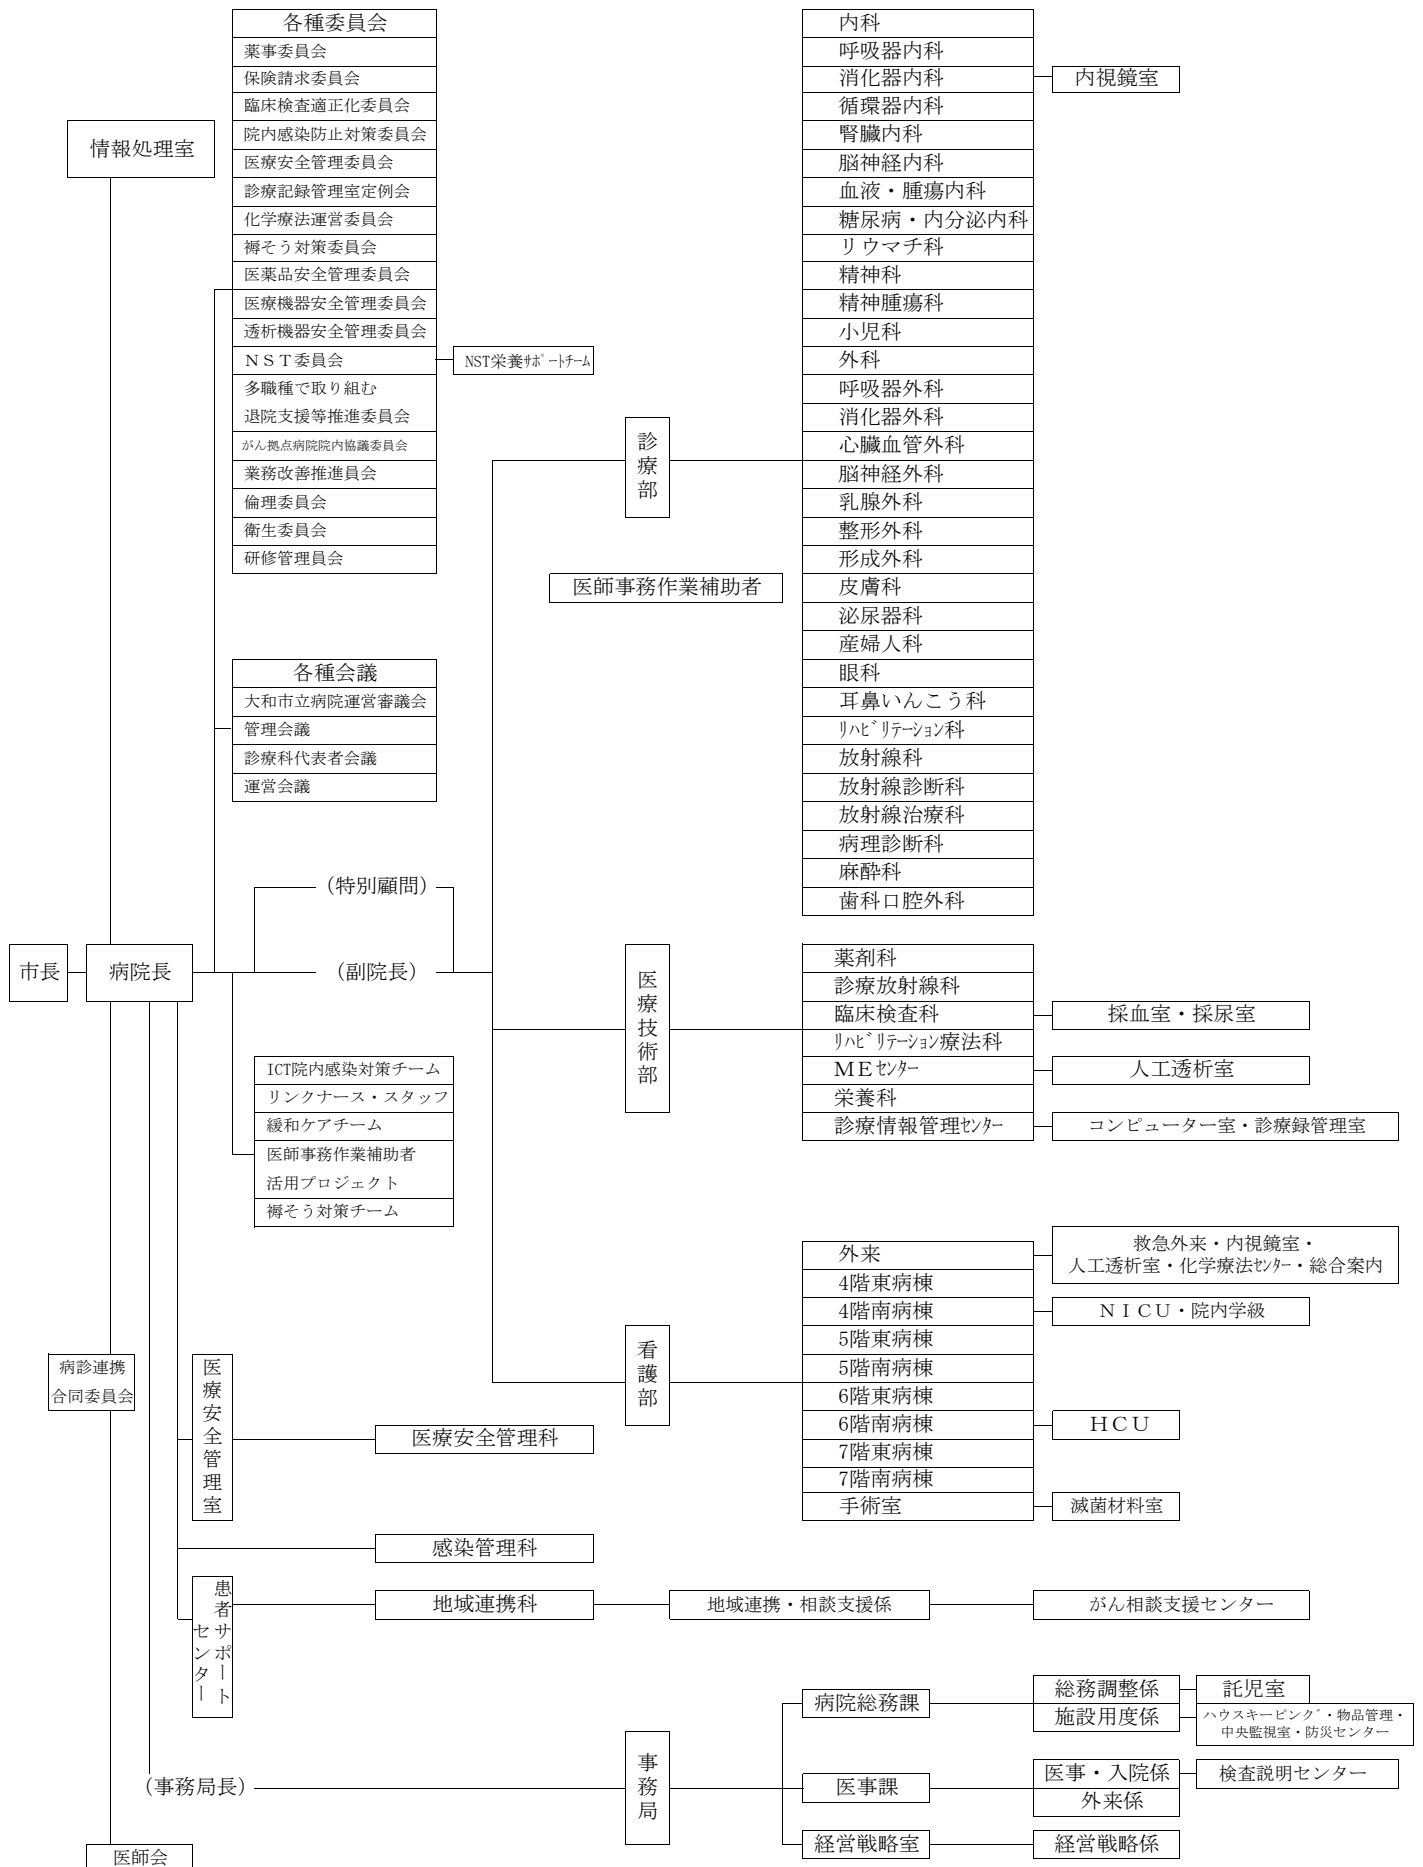 各種委員会
薬事委員会
保険請求委員会
臨床検査適正化委員会
院内感染防止対策委員会
医療安全管理委員会
診療記録管理室定例会
化学療法運営委員会
褥そう対策委員会
医薬品安全管理委員会
医療機器安全管理委員会
透析機器安全管理委員会
ＮＳＴ委員会
多職種で取り組む
退院支援等推進委員会
がん拠点病院院内協議委員会
業務改善推進員会
倫理委員会
衛生委員会
研修管理員会
NST栄養ｻﾎﾟｰﾄﾁｰﾑ
情報処理室
各種会議
大和市立病院運営審議会
管理会議
診療科代表者会議
運営会議
（特別顧問）
市長
病院長
（副院長）
ICT院内感染対策チーム
リンクナース・スタッフ
緩和ケアチーム
医師事務作業補助者
活用プロジェクト
褥そう対策チーム
診療部
医師事務作業補助者
内科
呼吸器内科
消化器内科
内視鏡室
循環器内科
腎臓内科
脳神経内科
血液・腫瘍内科
糖尿病・内分泌内科
リウマチ科
精神科
精神腫瘍科
小児科
外科
呼吸器外科
消化器外科
心臓血管外科
脳神経外科
乳腺外科
整形外科
形成外科
皮膚科
泌尿器科
産婦人科
眼科
耳鼻いんこう科
ﾘﾊﾋﾞﾘﾃｰｼｮﾝ科
放射線科
放射線診断科
放射線治療科
病理診断科
麻酔科
歯科口腔外科
医療技術部
薬剤科
診療放射線科
臨床検査科
採血室・採尿室
ﾘﾊﾋﾞﾘﾃｰｼｮﾝ療法科
ＭＥｾﾝﾀｰ
人工透析室
栄養科
診療情報管理ｾﾝﾀｰ
コンピューター室・診療録管理室
看護部
外来
救急外来・内視鏡室・
人工透析室・化学療法ｾﾝﾀｰ・総合案内
4階東病棟
4階南病棟
ＮＩＣＵ・院内学級
5階東病棟
5階南病棟
6階東病棟
6階南病棟
ＨＣＵ
7階東病棟
7階南病棟
手術室
滅菌材料室
病診連携
合同委員会
医療安全管理室
医療安全管理科
感染管理科
患者サポート
センター
地域連携科
地域連携・相談支援係
がん相談支援センター
（事務局長）
事務局
病院総務課
総務調整係
託児室
施設用度係
ハウスキーピング・物品管理・
中央監視室・防災センター
医事課
医事・入院係
検査説明センター
外来係
経営戦略室
経営戦略係
医師会